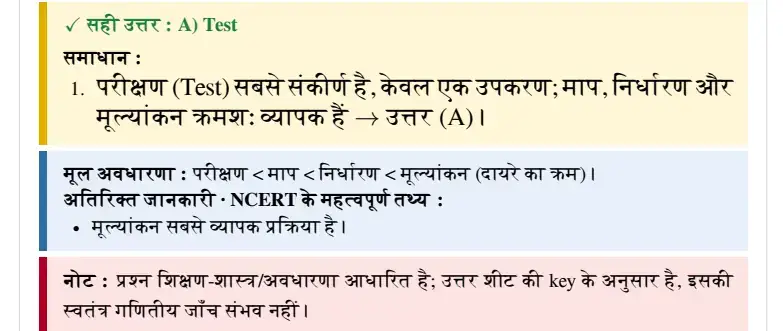 ✓ सही उत्तर : A) Test
समाधान :
1. परीक्षण (Test) सबसे संकीर्ण है, केवल एक उपकरण; माप, निर्धारण और
मूल्यांकन क्रमशः व्यापक हैं → उत्तर (A)।
मूल अवधारणा : परीक्षण < माप < निर्धारण < मूल्यांकन (दायरे का क्रम)।
अतिरिक्त जानकारी · NCERT के महत्वपूर्ण तथ्य :
• मूल्यांकन सबसे व्यापक प्रक्रिया है।
नोट : प्रश्न शिक्षण-शास्त्र/अवधारणा आधारित है; उत्तर शीट की key के अनुसार है, इसकी
स्वतंत्र गणितीय जाँच संभव नहीं।